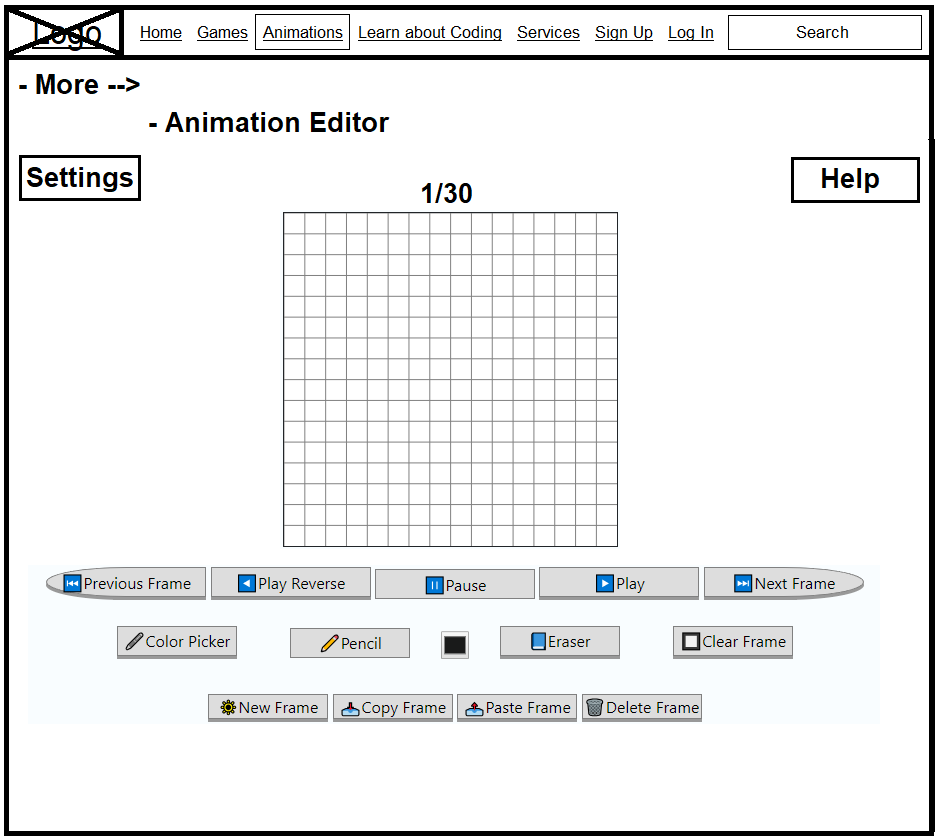 Logo Home Games Animations Learn about Coding Services Sign Up Log In Search
- More -->
- Animation Editor
Settings
Help
1/30
Previous Frame Play Reverse Pause Play Next Frame
Color Picker Pencil Eraser Clear Frame
New Frame Copy Frame Paste Frame Delete Frame